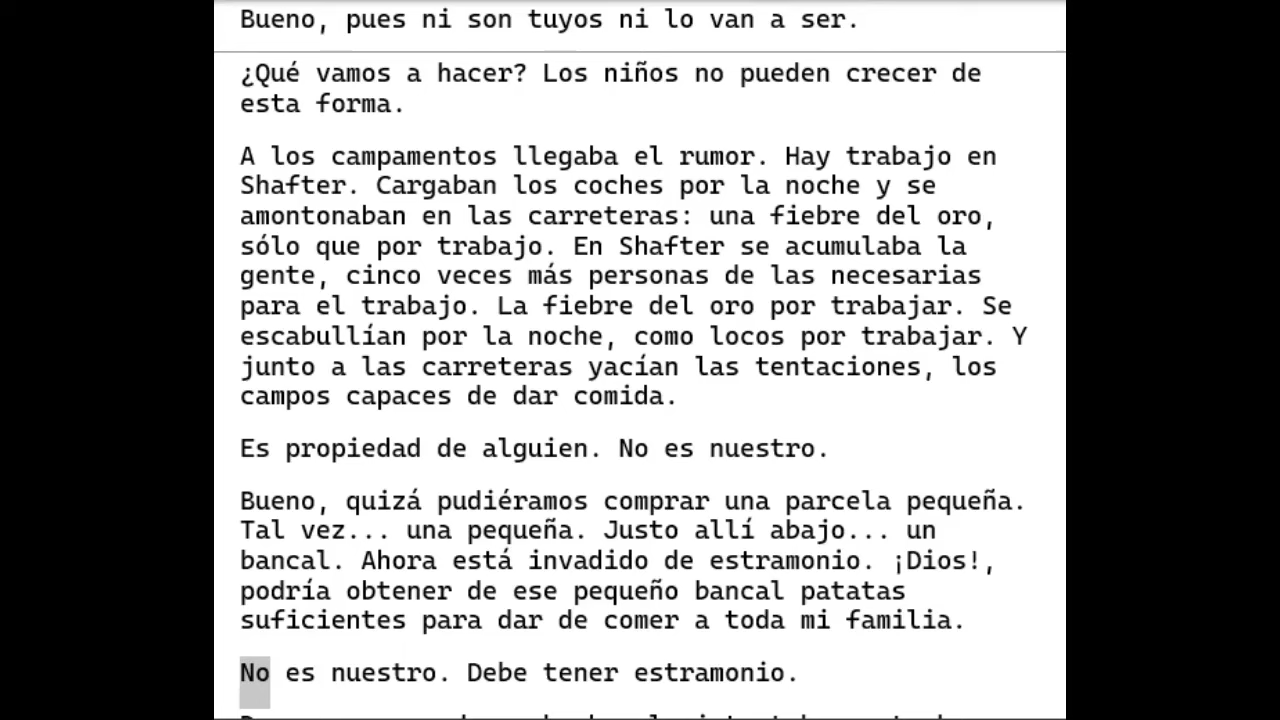 Bueno, pues ni son tuyos ni lo van a ser.
¿Qué vamos a hacer? Los niños no pueden crecer de
esta forma.
A los campamentos llegaba el rumor. Hay trabajo en
Shafter. Cargaban los coches por la noche y se
amontonaban en las carreteras: una fiebre del oro,
sólo que por trabajo. En Shafter se acumulaba la
gente, cinco veces más personas de las necesarias
para el trabajo. La fiebre del oro por trabajar. Se
escabullían por la noche, como locos por trabajar. Y
junto a las carreteras yacían las tentaciones, los
campos capaces de dar comida.
Es propiedad de alguien. No es nuestro.
Bueno, quizá pudiéramos comprar una parcela pequeña.
Tal vez... una pequeña. Justo allí abajo... un
bancal. Ahora está invadido de estramonio. ¡Dios!,
podría obtener de ese pequeño bancal patatas
suficientes para dar de comer a toda mi familia.
No es nuestro. Debe tener estramonio.